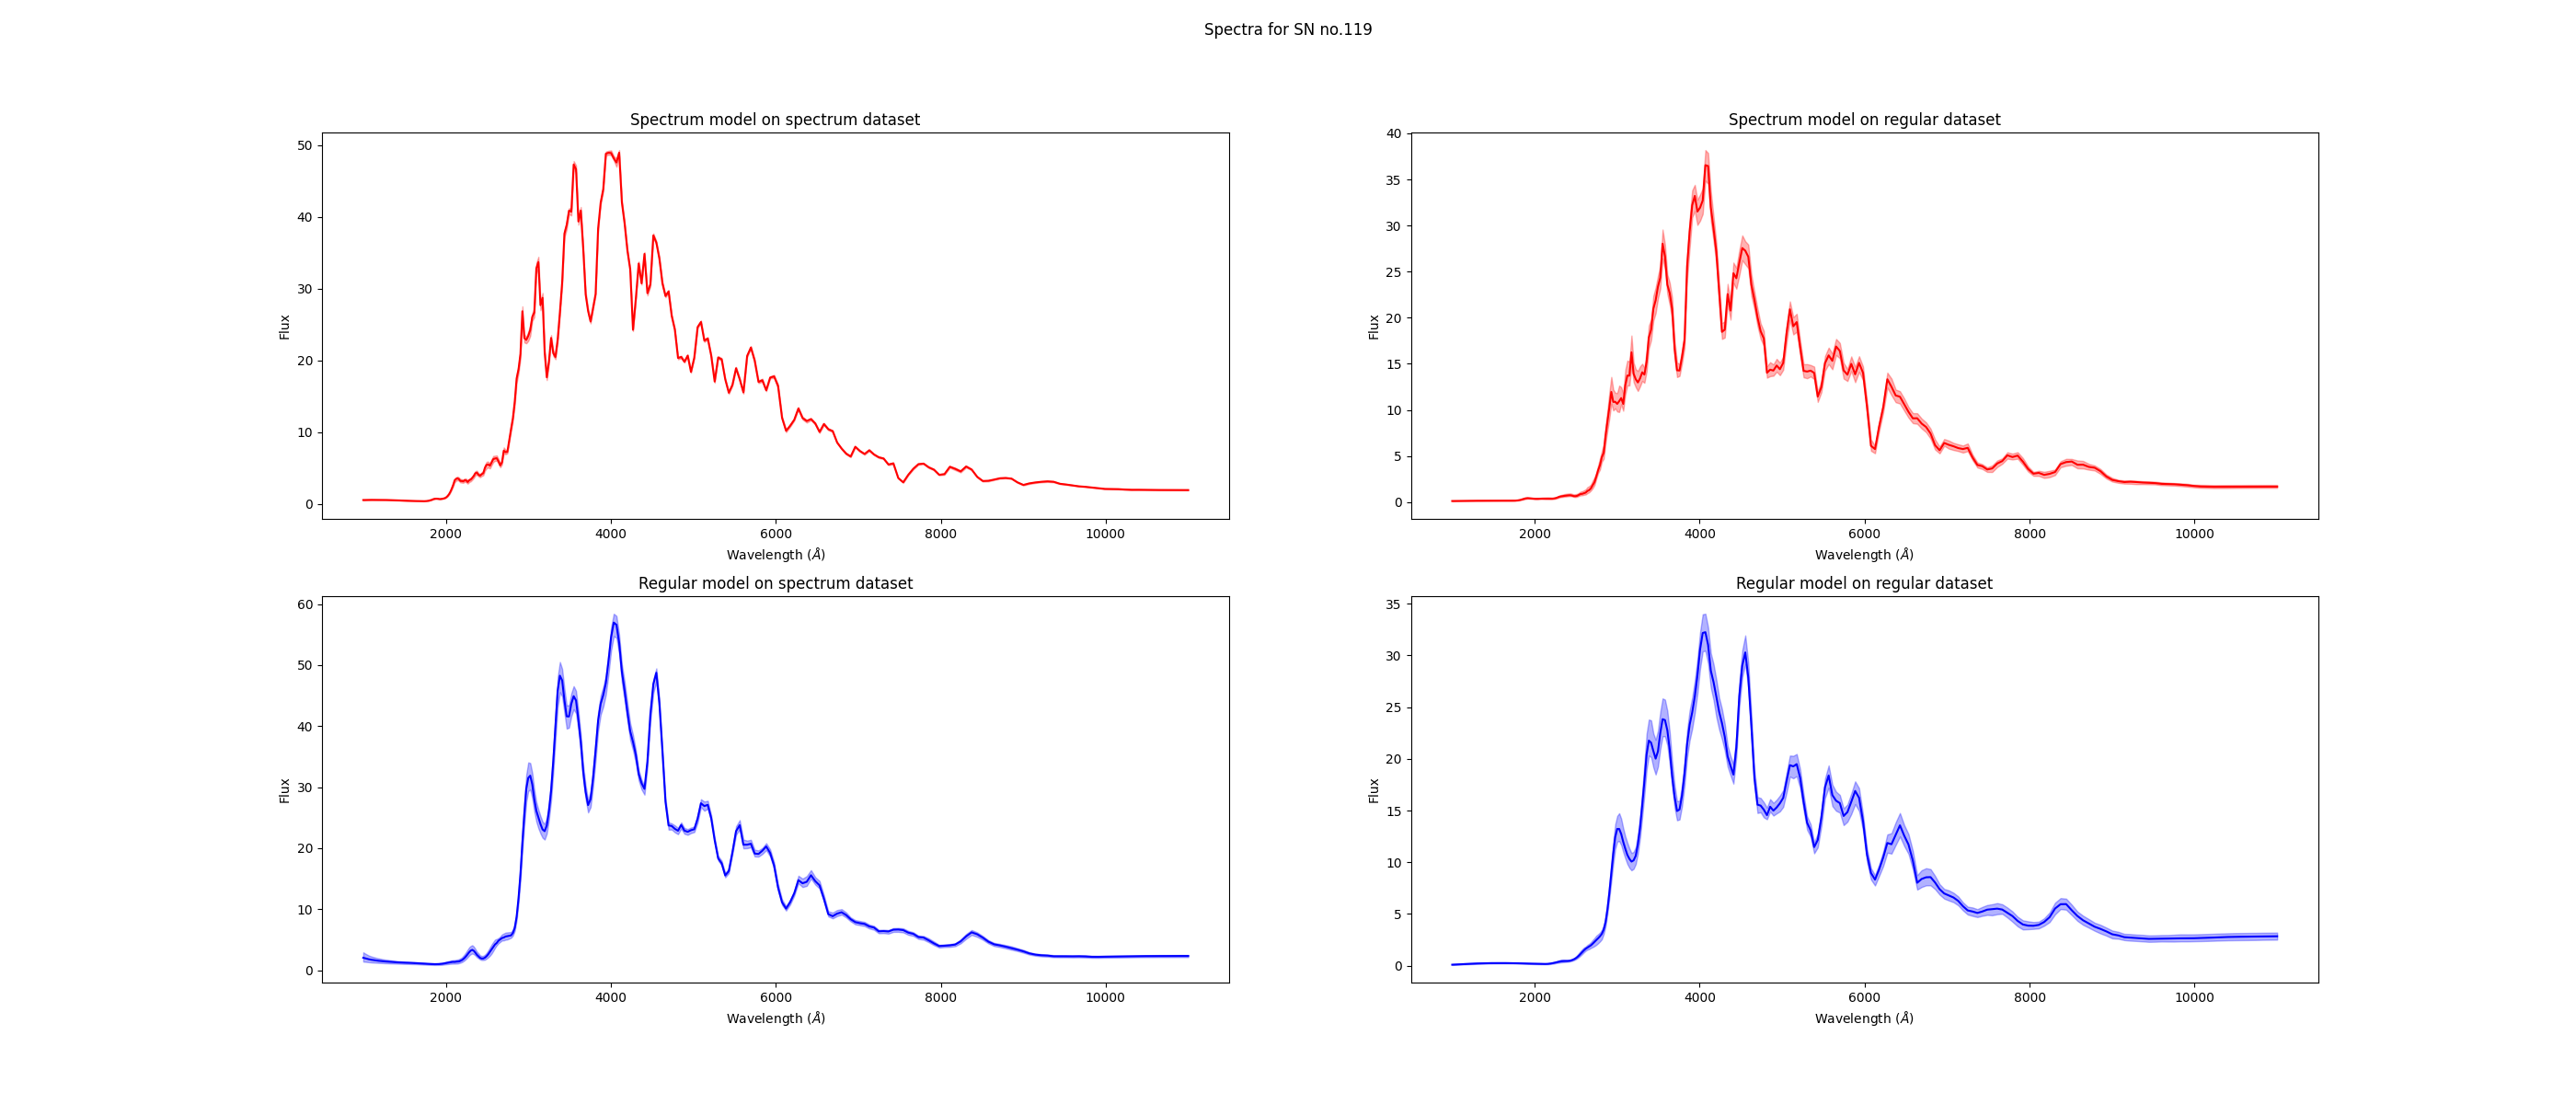 Spectra for SN no.119
Spectrum model on spectrum dataset
50
40
30
20
10
0
Flux
2000 4000 6000 8000 10000
Wavelength (Å)
Spectrum model on regular dataset
40
35
30
25
20
15
10
5
0
Flux
2000 4000 6000 8000 10000
Wavelength (Å)
Regular model on spectrum dataset
60
50
40
30
20
10
0
Flux
2000 4000 6000 8000 10000
Wavelength (Å)
Regular model on regular dataset
35
30
25
20
15
10
5
0
Flux
2000 4000 6000 8000 10000
Wavelength (Å)